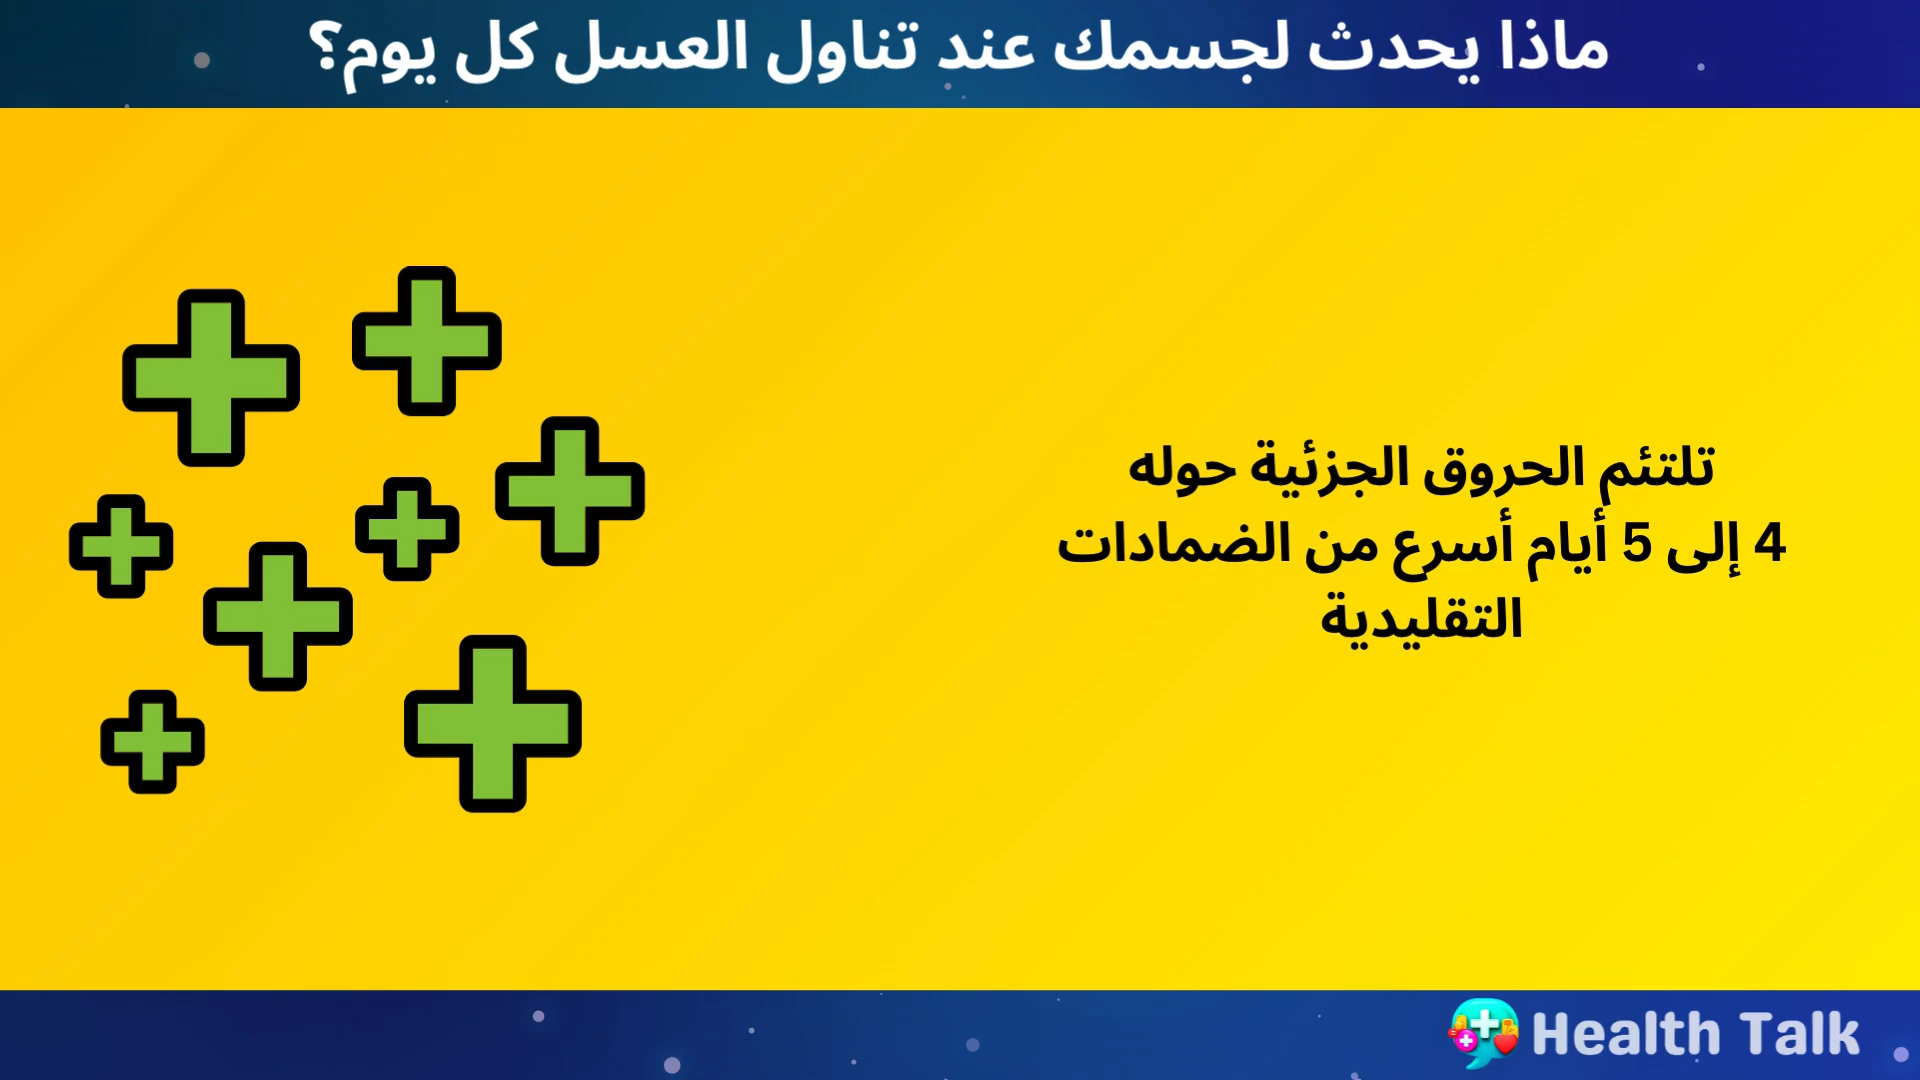 ماذا يحدث لجسمك عند تناول العسل كل يوم؟
تلتئم الحروق الجزئية حوله
4 إلى 5 أيام أسرع من الضمادات
التقليدية
Health Talk